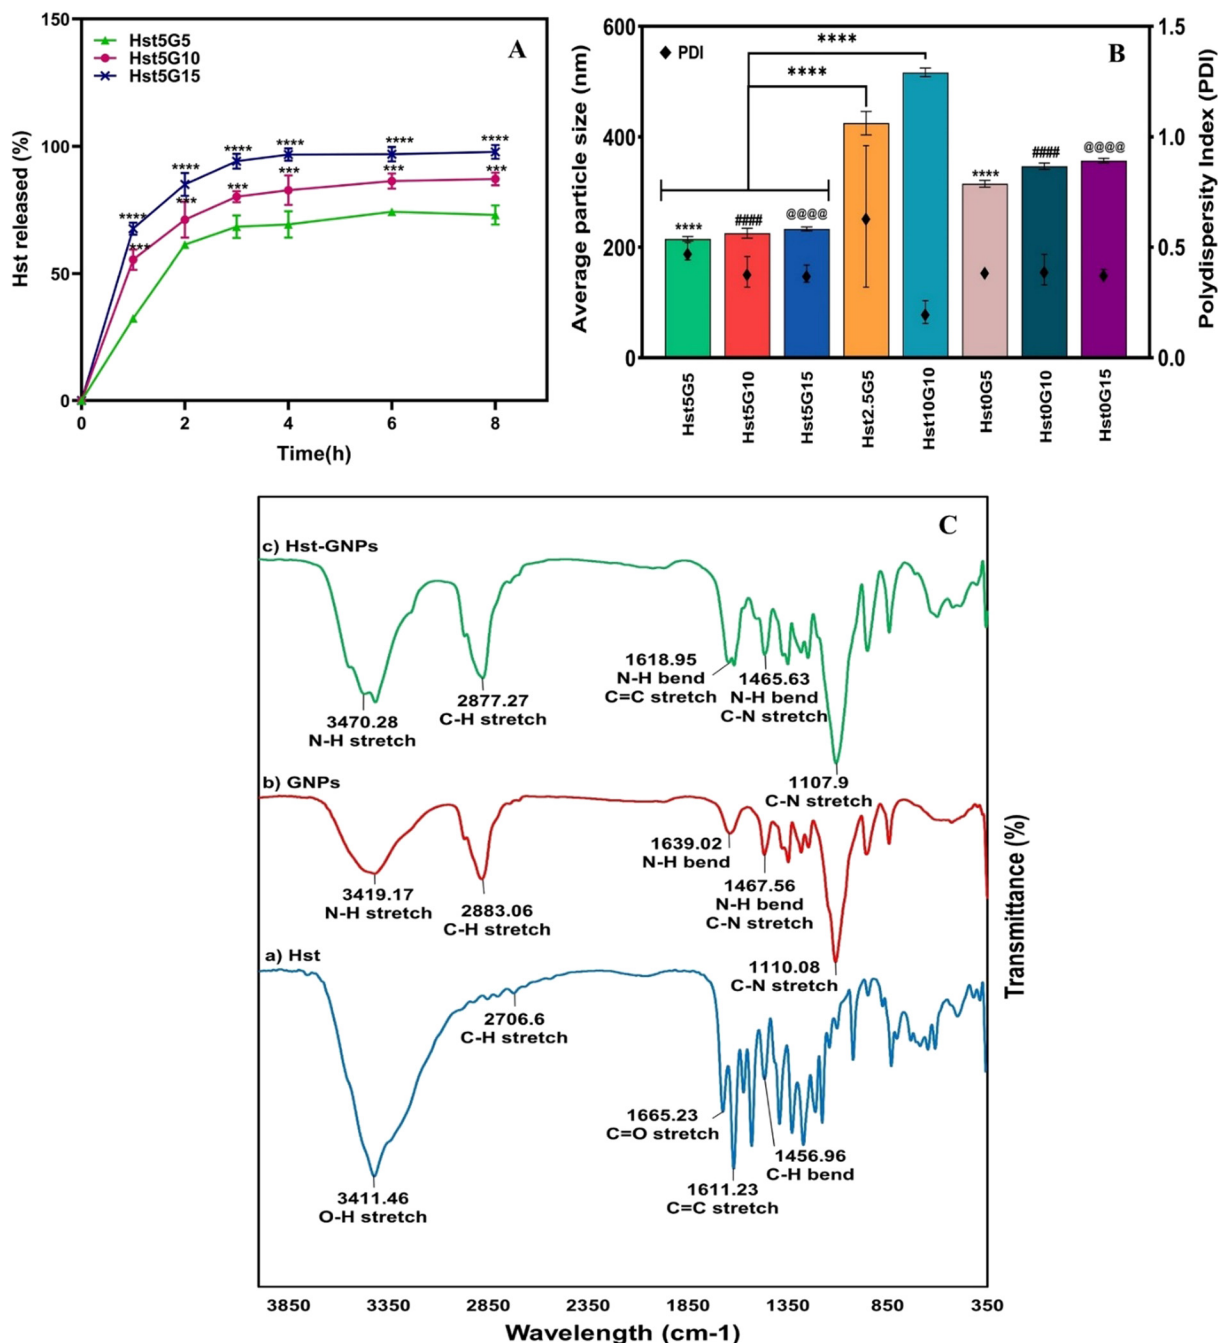 A
Hst5G5
Hst5G10
Hst5G15
Hst released (%)
150
100
50
0
****
****
****
****
****
****
***
***
***
***
***
***
0
2
4
6
8
Time(h)
B
PDI
Average particle size (nm)
600
400
200
0
****
****
****
####
@@@@
****
####
@@@@
1.5
1.0
0.5
0.0
Polydispersity Index (PDI)
Hst5G5
Hst5G10
Hst5G15
Hst2.5G5
Hst10G10
Hst0G5
Hst0G10
Hst0G15
C
c) Hst-GNPs
3470.28
N-H stretch
2877.27
C-H stretch
1618.95
N-H bend
C=C stretch
1465.63
N-H bend
C-N stretch
1107.9
C-N stretch
b) GNPs
3419.17
N-H stretch
2883.06
C-H stretch
1639.02
N-H bend
1467.56
N-H bend
C-N stretch
1110.08
C-N stretch
a) Hst
3411.46
O-H stretch
2706.6
C-H stretch
1665.23
C=O stretch
1611.23
C=C stretch
1456.96
C-H bend
Transmittance (%)
3850
3350
2850
2350
1850
1350
850
350
Wavelength (cm-1)